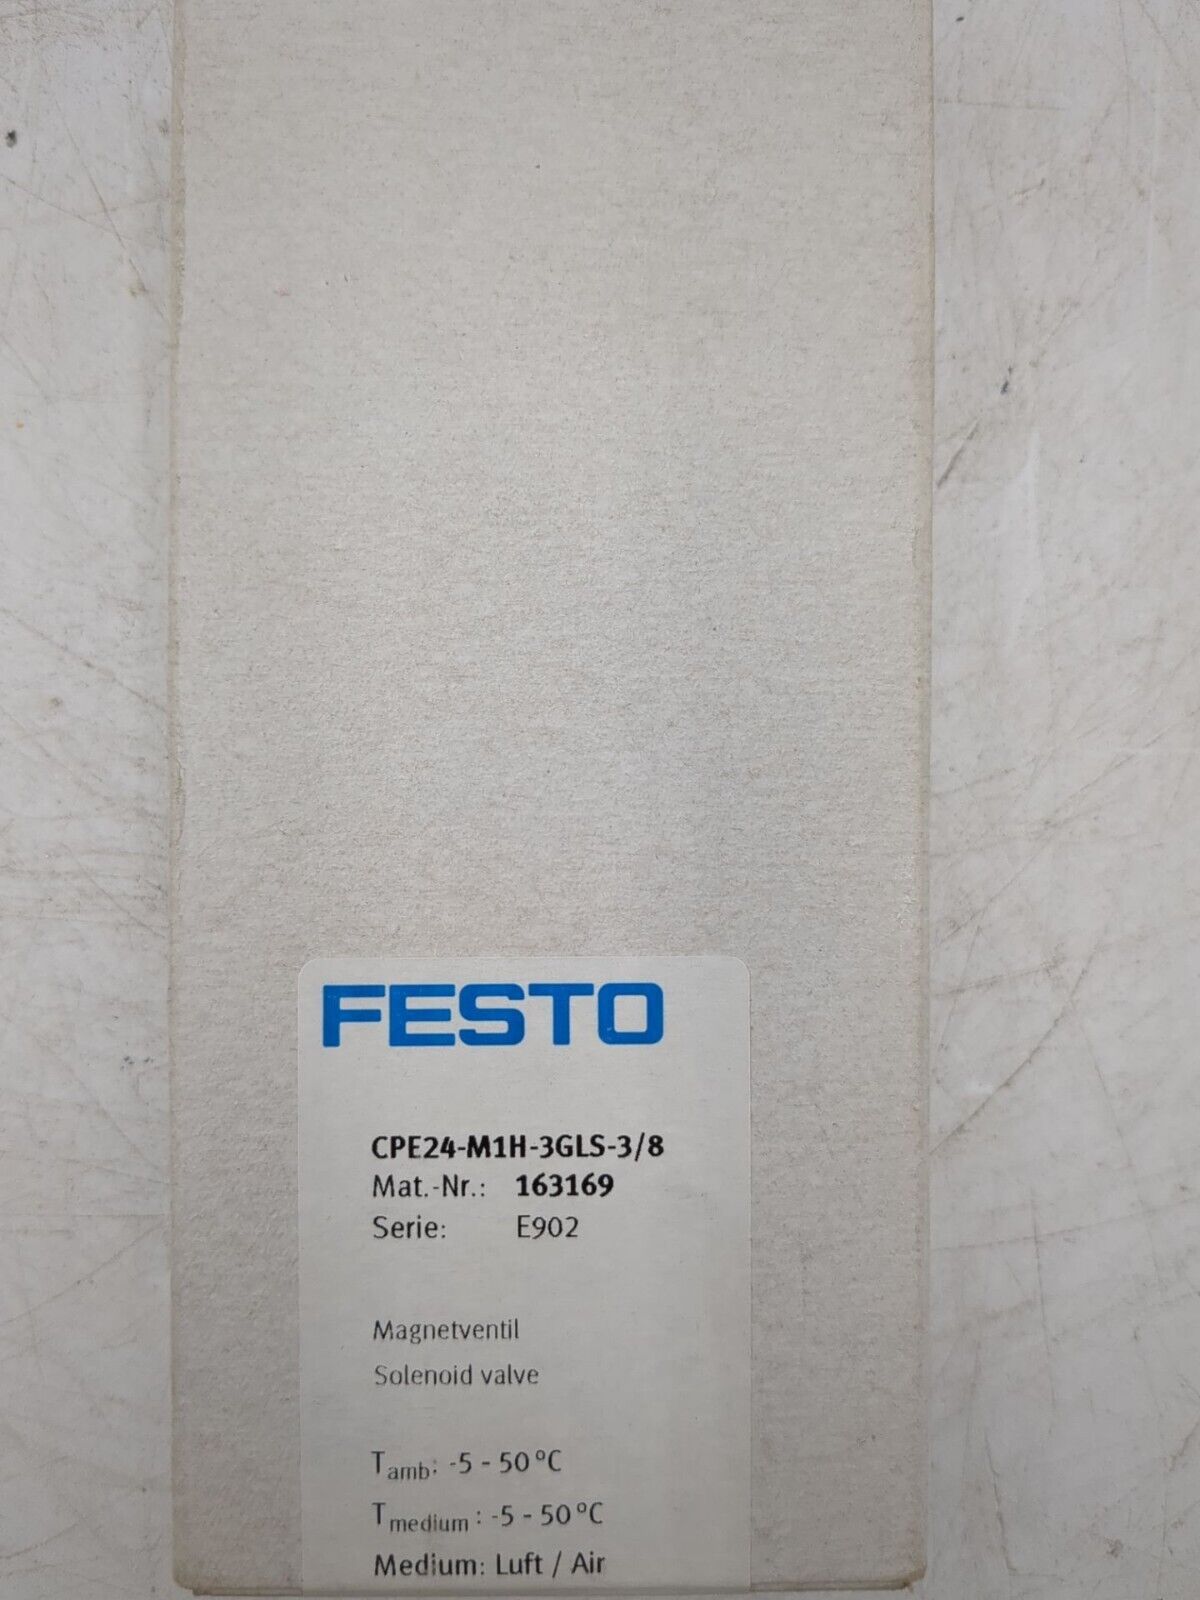 FESTO
CPE24-M1H-3GLS-3/8
Mat.-Nr.: 163169
Serie: E902
Magnetventil
Solenoid valve
Tamb: -5 - 50 °C
Tmedium : -5 - 50 °C
Medium: Luft / Air